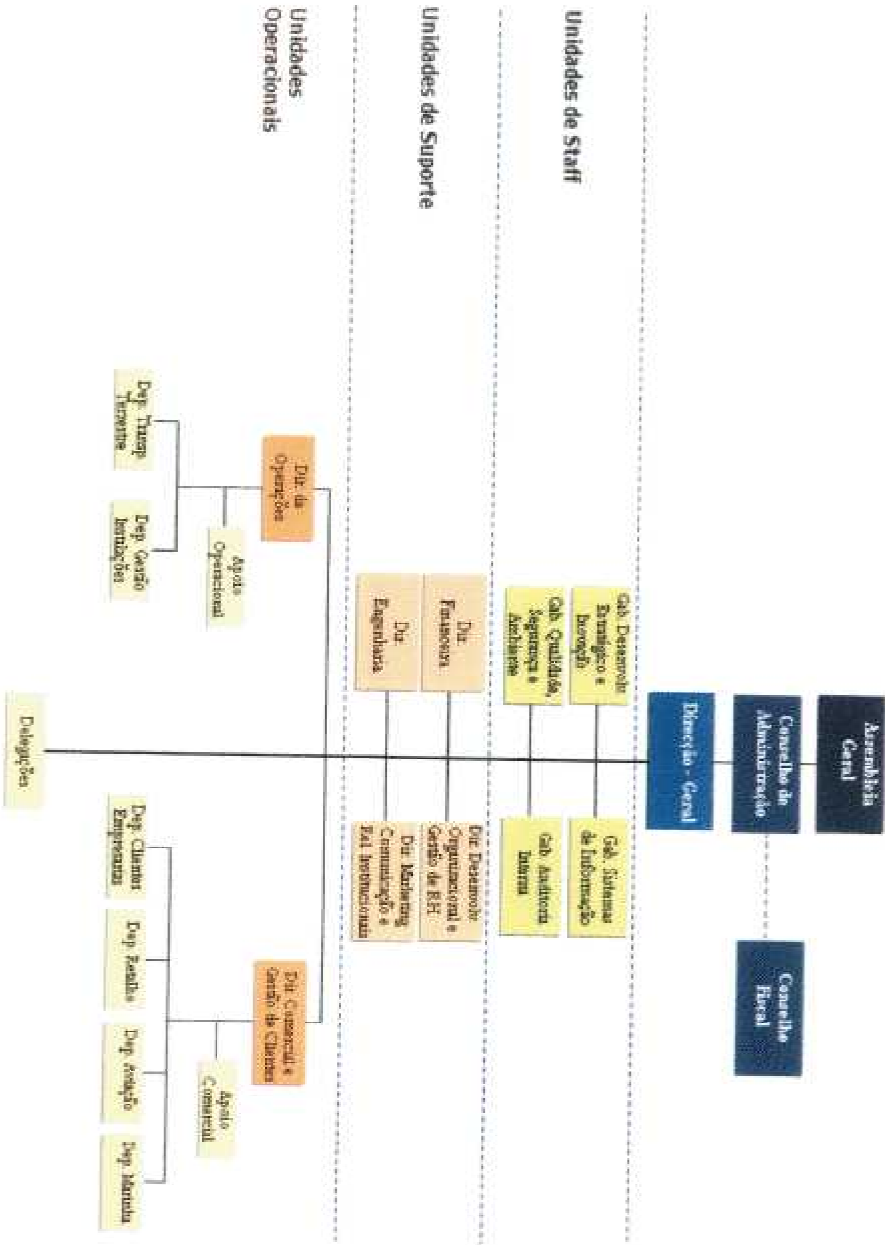 Assembleia
Geral
Conselho de
Administração
Conselho
Fiscal
Direcção - Geral
Unidades de Staff
Gab. Desenvolv
Estratégico e
Inovação
Gab. Sistemas
de Informação
Gab. Qualidade,
Segurança e
Ambiente
Gab. Auditoria
Interna
Unidades de Suporte
Dir.
Financeira
Dir Desenvolv
Organizacional e
Gestão de RH
Dir.
Engenharia
Dir. Marketing
Comunicação e
Rel Institucionais
Unidades
Operacionais
Dir. de
Operações
Dir. Comercial e
Gestão de Clientes
Apoio
Operacional
Apoio
Comercial
Dep. Transp
Terrestre
Dep. Gestão
Instalações
Dep. Clientes
Empresarias
Dep. Retalho
Dep. Aviação
Dep. Marinha
Delegações